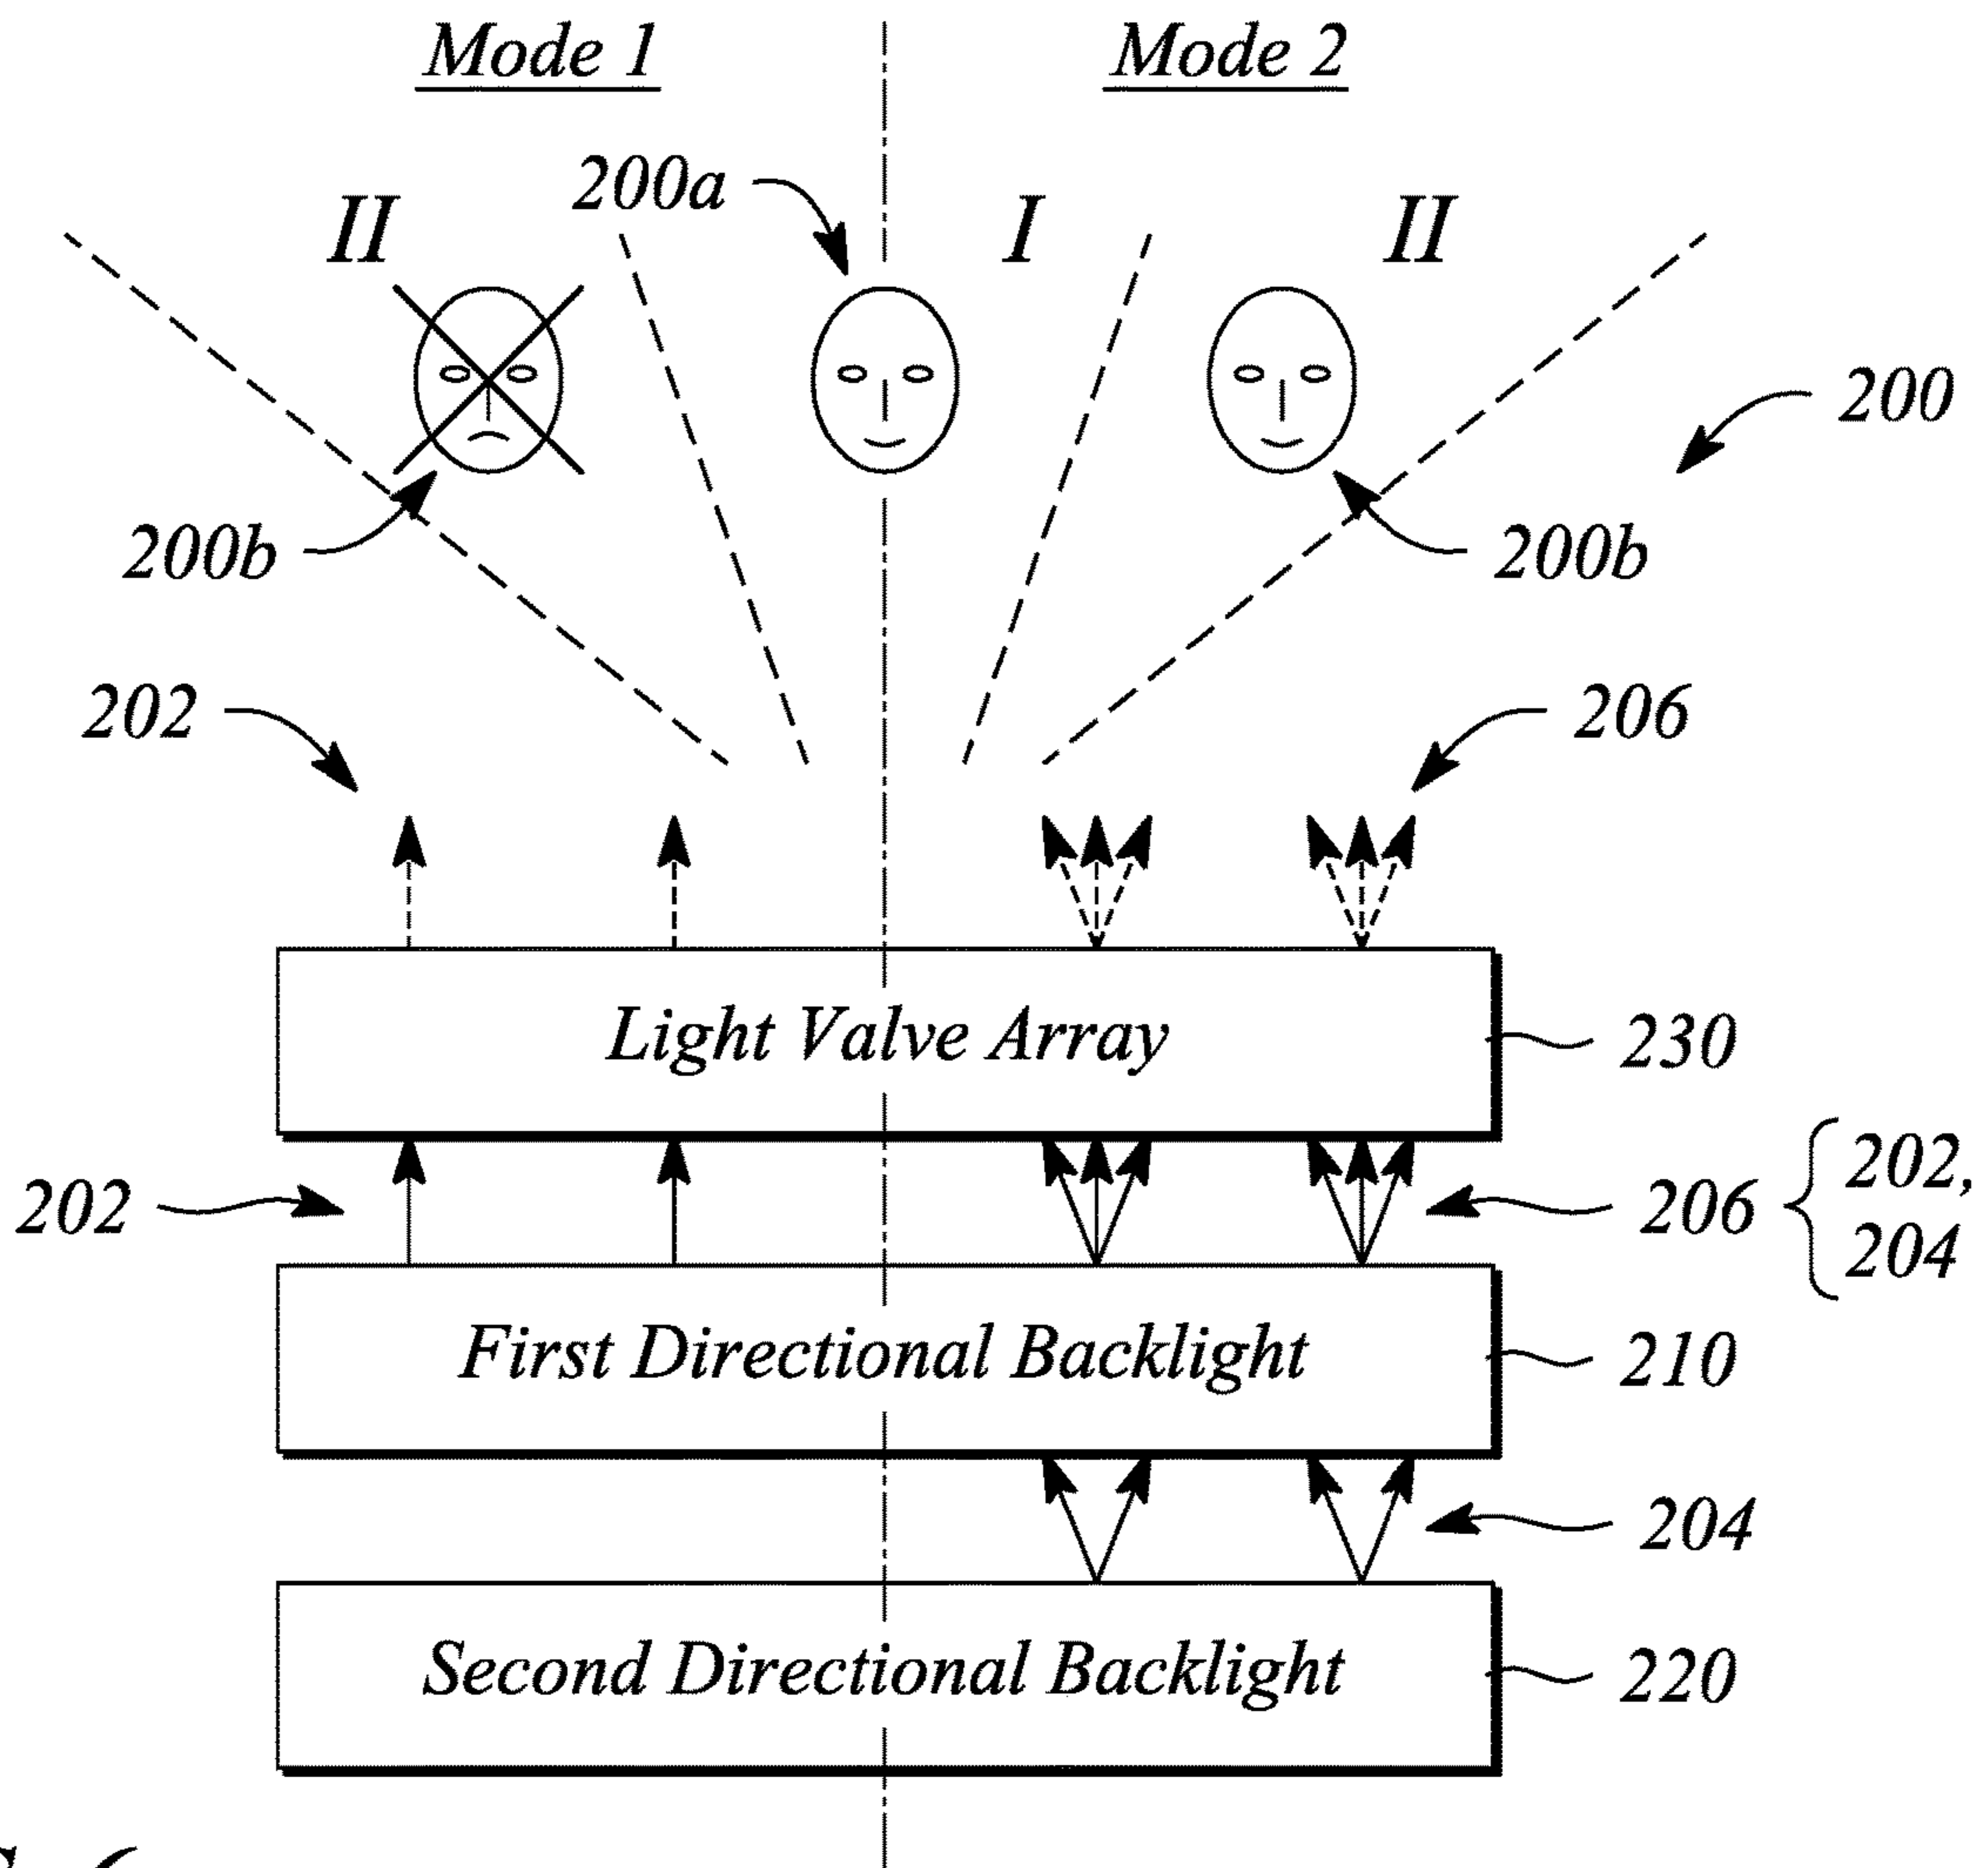 Mode 1 Mode 2
200a
II I II
200
200b 200b
202 206
Light Valve Array 230
202 206 202,
204
First Directional Backlight 210
204
Second Directional Backlight 220